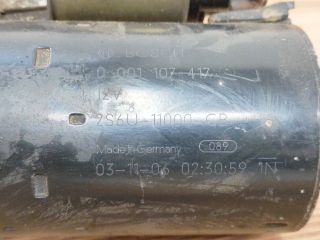 BOSCH
0 001 107 417
12V
2S6U 11000 CB
Made in Germany 089
03-11-06 02:30:59 1N